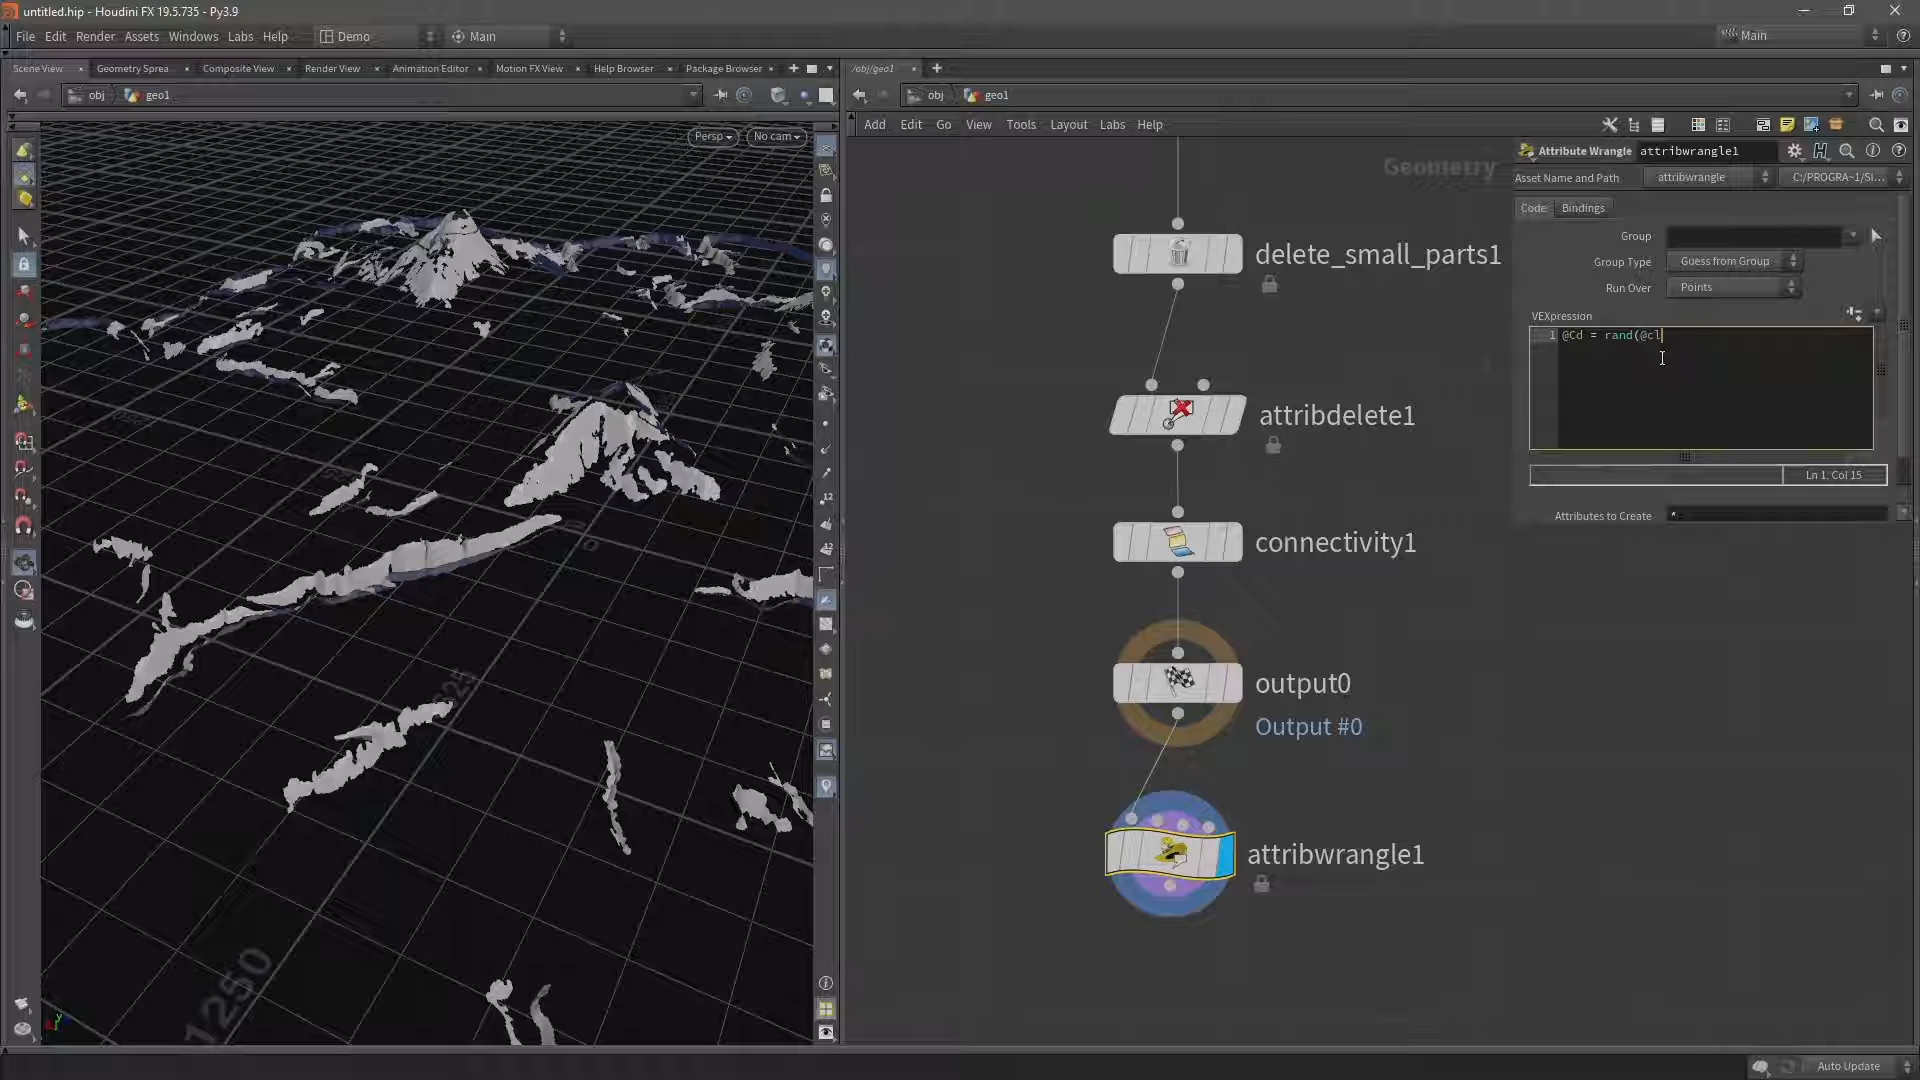 untitled.hip - Houdini FX 19.5.735 - Py3.9
File Edit Render Assets Windows Labs Help Demo Main Main
Scene View Geometry Sprea Composite View Render View Animation Editor Motion FX View Help Browser Package Browser
obj geo1
Persp No cam
1250
/obj/geo1
obj geo1
Add Edit Go View Tools Layout Labs Help
Geometry
delete_small_parts1
attribdelete1
connectivity1
output0
Output #0
attribwrangle1
Attribute Wrangle attribwrangle1
Asset Name and Path attribwrangle C:/PROGRA~1/SI...
Code Bindings
Group
Group Type Guess from Group
Run Over Points
VEXpression
1 @Cd = rand(@cl
Ln 1, Col 15
Attributes to Create *
Auto Update